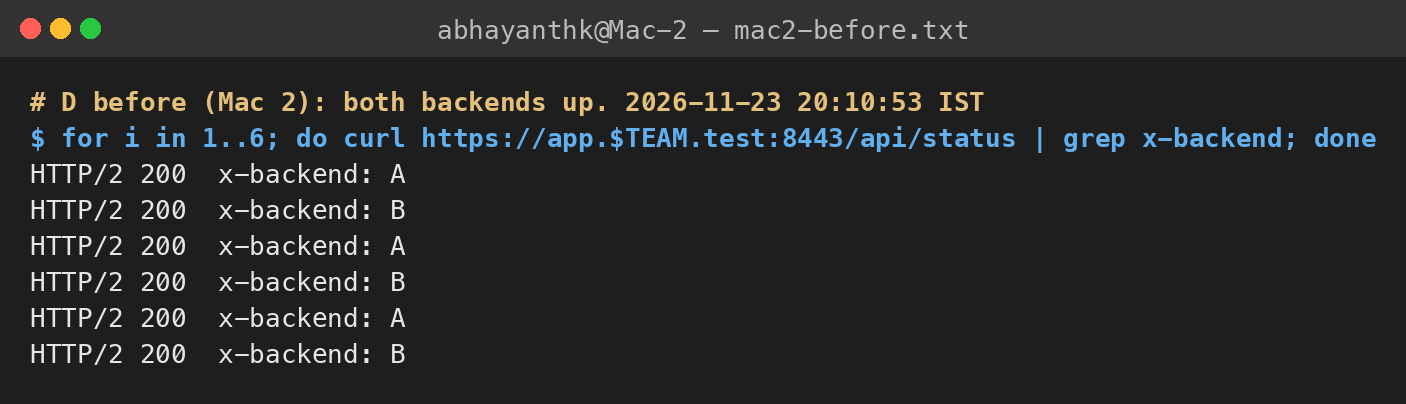 abhayanthk@Mac-2 — mac2-before.txt
# D before (Mac 2): both backends up. 2026-11-23 20:10:53 IST
$ for i in 1..6; do curl https://app.$TEAM.test:8443/api/status | grep x-backend; done
HTTP/2 200  x-backend: A
HTTP/2 200  x-backend: B
HTTP/2 200  x-backend: A
HTTP/2 200  x-backend: B
HTTP/2 200  x-backend: A
HTTP/2 200  x-backend: B